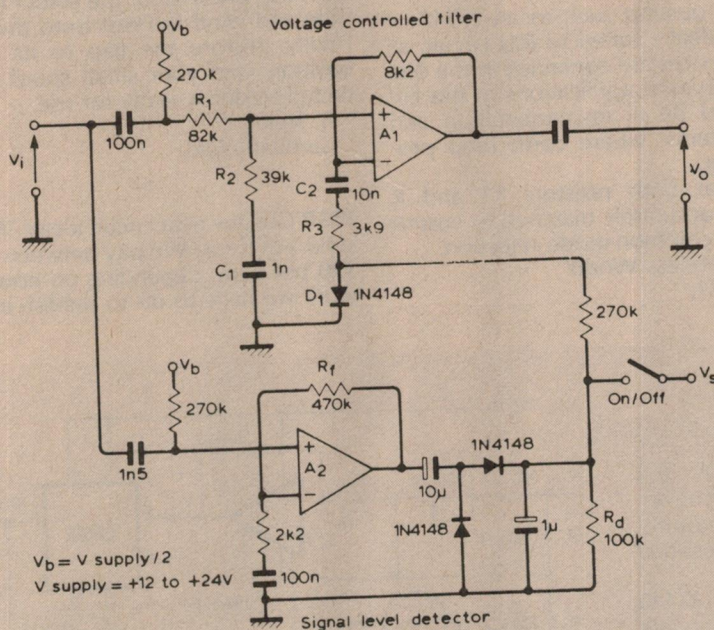 Voltage controlled filter
Vb
270k
8k2
R1
82k
100n
A1
+
−
Vi
R2 39k
C2 10n
R3 3k9
C1 1n
D1 1N4148
Vo
270k
Vs
On/Off
Vb
270k
Rf
470k
1n5
A2
+
−
1N4148
10µ
2k2
1N4148
1µ
Rd
100k
100n
Vb = V supply/2
V supply = +12 to +24V
Signal level detector